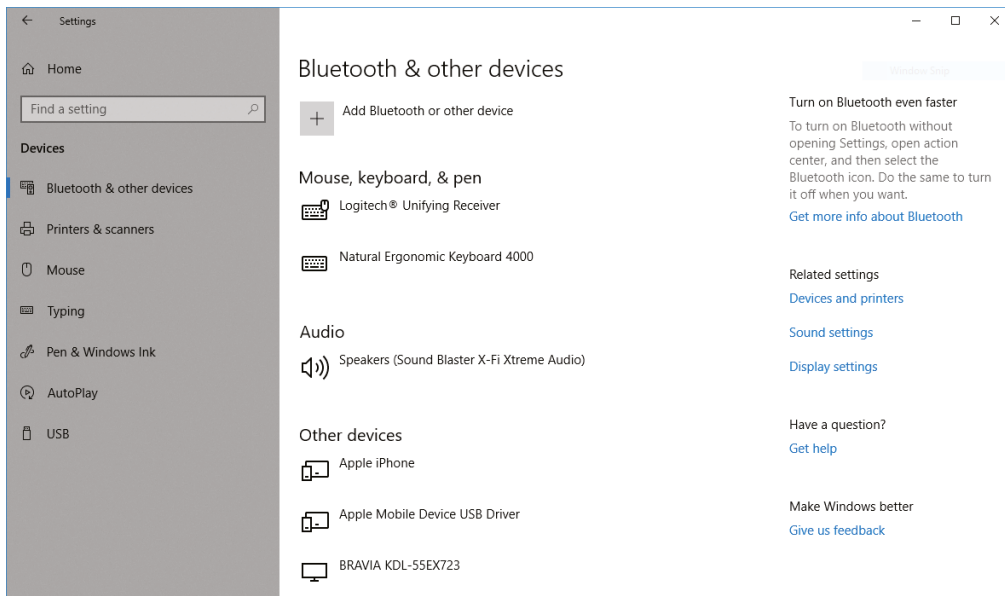 Settings
Home
Find a setting
Devices
Bluetooth & other devices
Printers & scanners
Mouse
Typing
Pen & Windows Ink
AutoPlay
USB
Bluetooth & other devices
Add Bluetooth or other device
Mouse, keyboard, & pen
Logitech® Unifying Receiver
Natural Ergonomic Keyboard 4000
Audio
Speakers (Sound Blaster X-Fi Xtreme Audio)
Other devices
Apple iPhone
Apple Mobile Device USB Driver
BRAVIA KDL-55EX723
Window Snip
Turn on Bluetooth even faster
To turn on Bluetooth without
opening Settings, open action
center, and then select the
Bluetooth icon. Do the same to turn
it off when you want.
Get more info about Bluetooth
Related settings
Devices and printers
Sound settings
Display settings
Have a question?
Get help
Make Windows better
Give us feedback